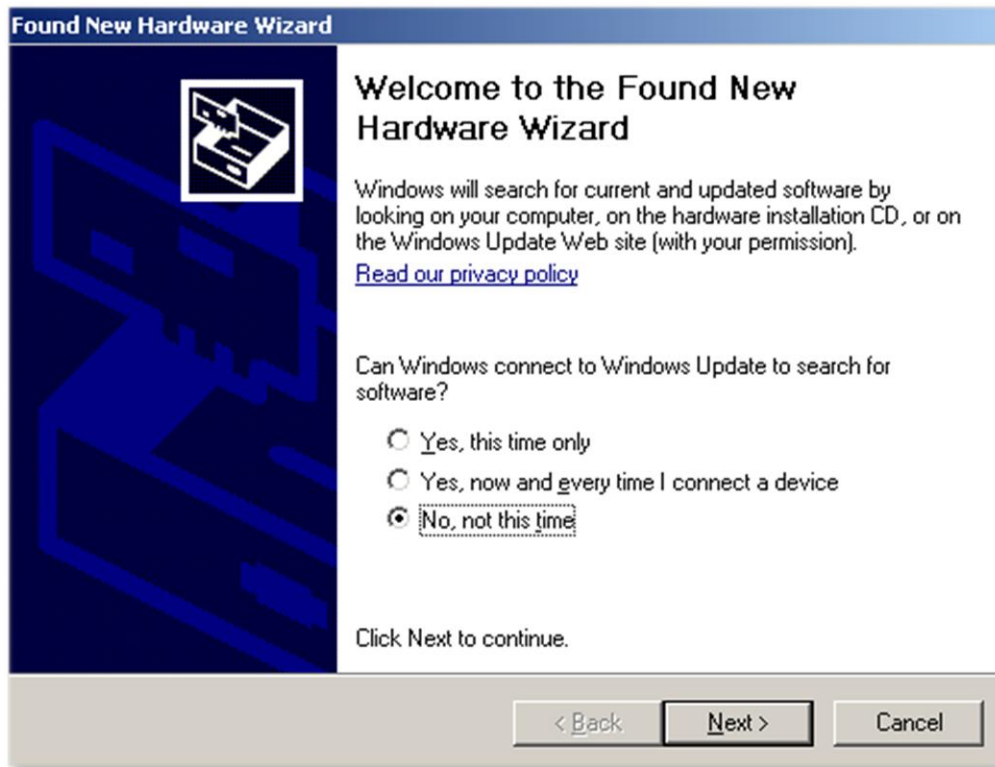 Found New Hardware Wizard
Welcome to the Found New
Hardware Wizard
Windows will search for current and updated software by
looking on your computer, on the hardware installation CD, or on
the Windows Update Web site (with your permission).
Read our privacy policy
Can Windows connect to Windows Update to search for
software?
Yes, this time only
Yes, now and every time I connect a device
No, not this time
Click Next to continue.
< Back Next > Cancel